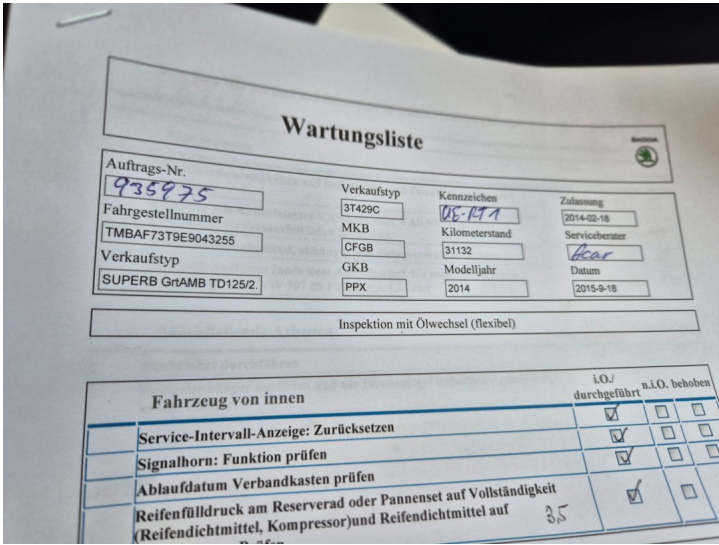 Wartungsliste
SKODA
Auftrags-Nr.
935975
Fahrgestellnummer
TMBAF73T9E9043255
Verkaufstyp
SUPERB GrtAMB TD125/2.
Verkaufstyp
3T429C
MKB
CFGB
GKB
PPX
Kennzeichen
Kilometerstand
31132
Modelljahr
2014
Zulassung
2014-02-18
Serviceberater
Acar
Datum
2015-9-18
Inspektion mit Ölwechsel (flexibel)
Fahrzeug von innen
i.O./
durchgeführt
n.i.O.
behoben
Service-Intervall-Anzeige: Zurücksetzen
Signalhorn: Funktion prüfen
Ablaufdatum Verbandkasten prüfen
Reifenfülldruck am Reserverad oder Pannenset auf Vollständigkeit
(Reifendichtmittel, Kompressor)und Reifendichtmittel auf
3,5